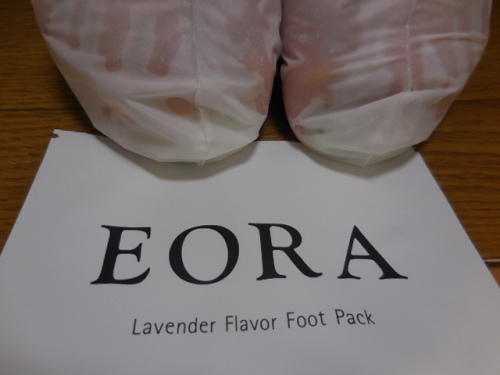 EORA
Lavender Flavor Foot Pack